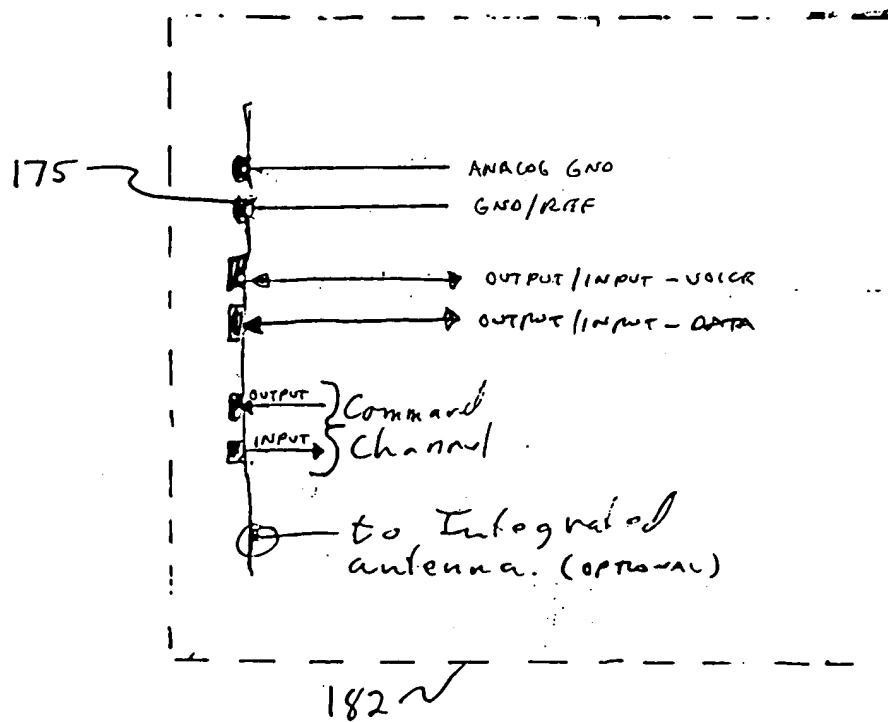 175
ANALOG GND
GND/REF
OUTPUT/INPUT-VOICE
OUTPUT/INPUT-DATA
OUTPUT
INPUT
Command
Channel
to Integrated
antenna. (OPTIONAL)
182